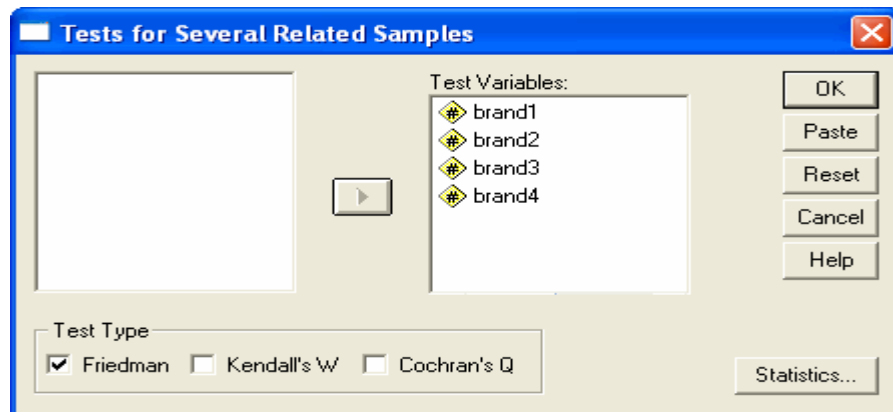 Tests for Several Related Samples
Test Variables:
# brand1
# brand2
# brand3
# brand4
OK
Paste
Reset
Cancel
Help
Test Type
Friedman Kendall's W Cochran's Q
Statistics...